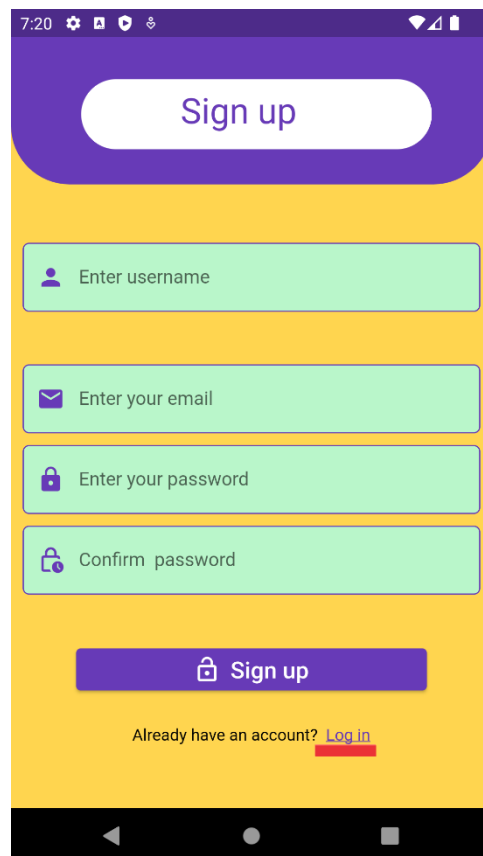 7:20
Sign up
Enter username
Enter your email
Enter your password
Confirm  password
Sign up
Already have an account? Log in